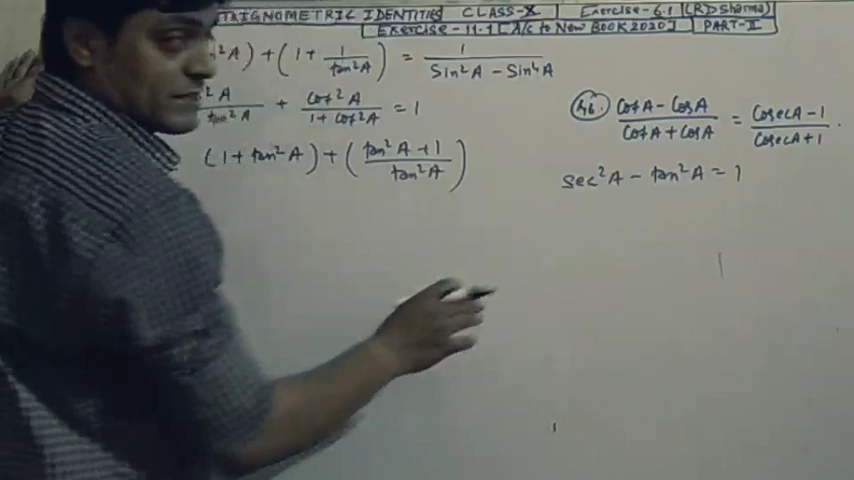 TRIGNOMETRIC IDENTITIES CLASS-X Exercise-6.1 (RD Sharma)
Exercise-11.1 [A/c to New BOOK 2020] PART-II
²A) + (1 + 1/tan²A) = 1/(Sin²A - Sin⁴A)
²A/tan²A + Cot²A/(1 + Cot²A) = 1
(1 + tan²A) + ((tan²A + 1)/tan²A)
46. (CotA - CosA)/(CotA + CosA) = (CosecA - 1)/(CosecA + 1).
sec²A - tan²A = 1